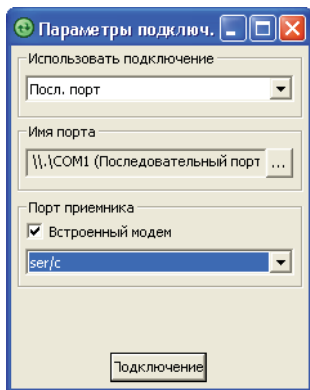 Параметры подключ.
Использовать подключение
Посл. порт
Имя порта
\\.\COM1 (Последовательный порт ...
Порт приемника
Встроенный модем
ser/c
Подключение